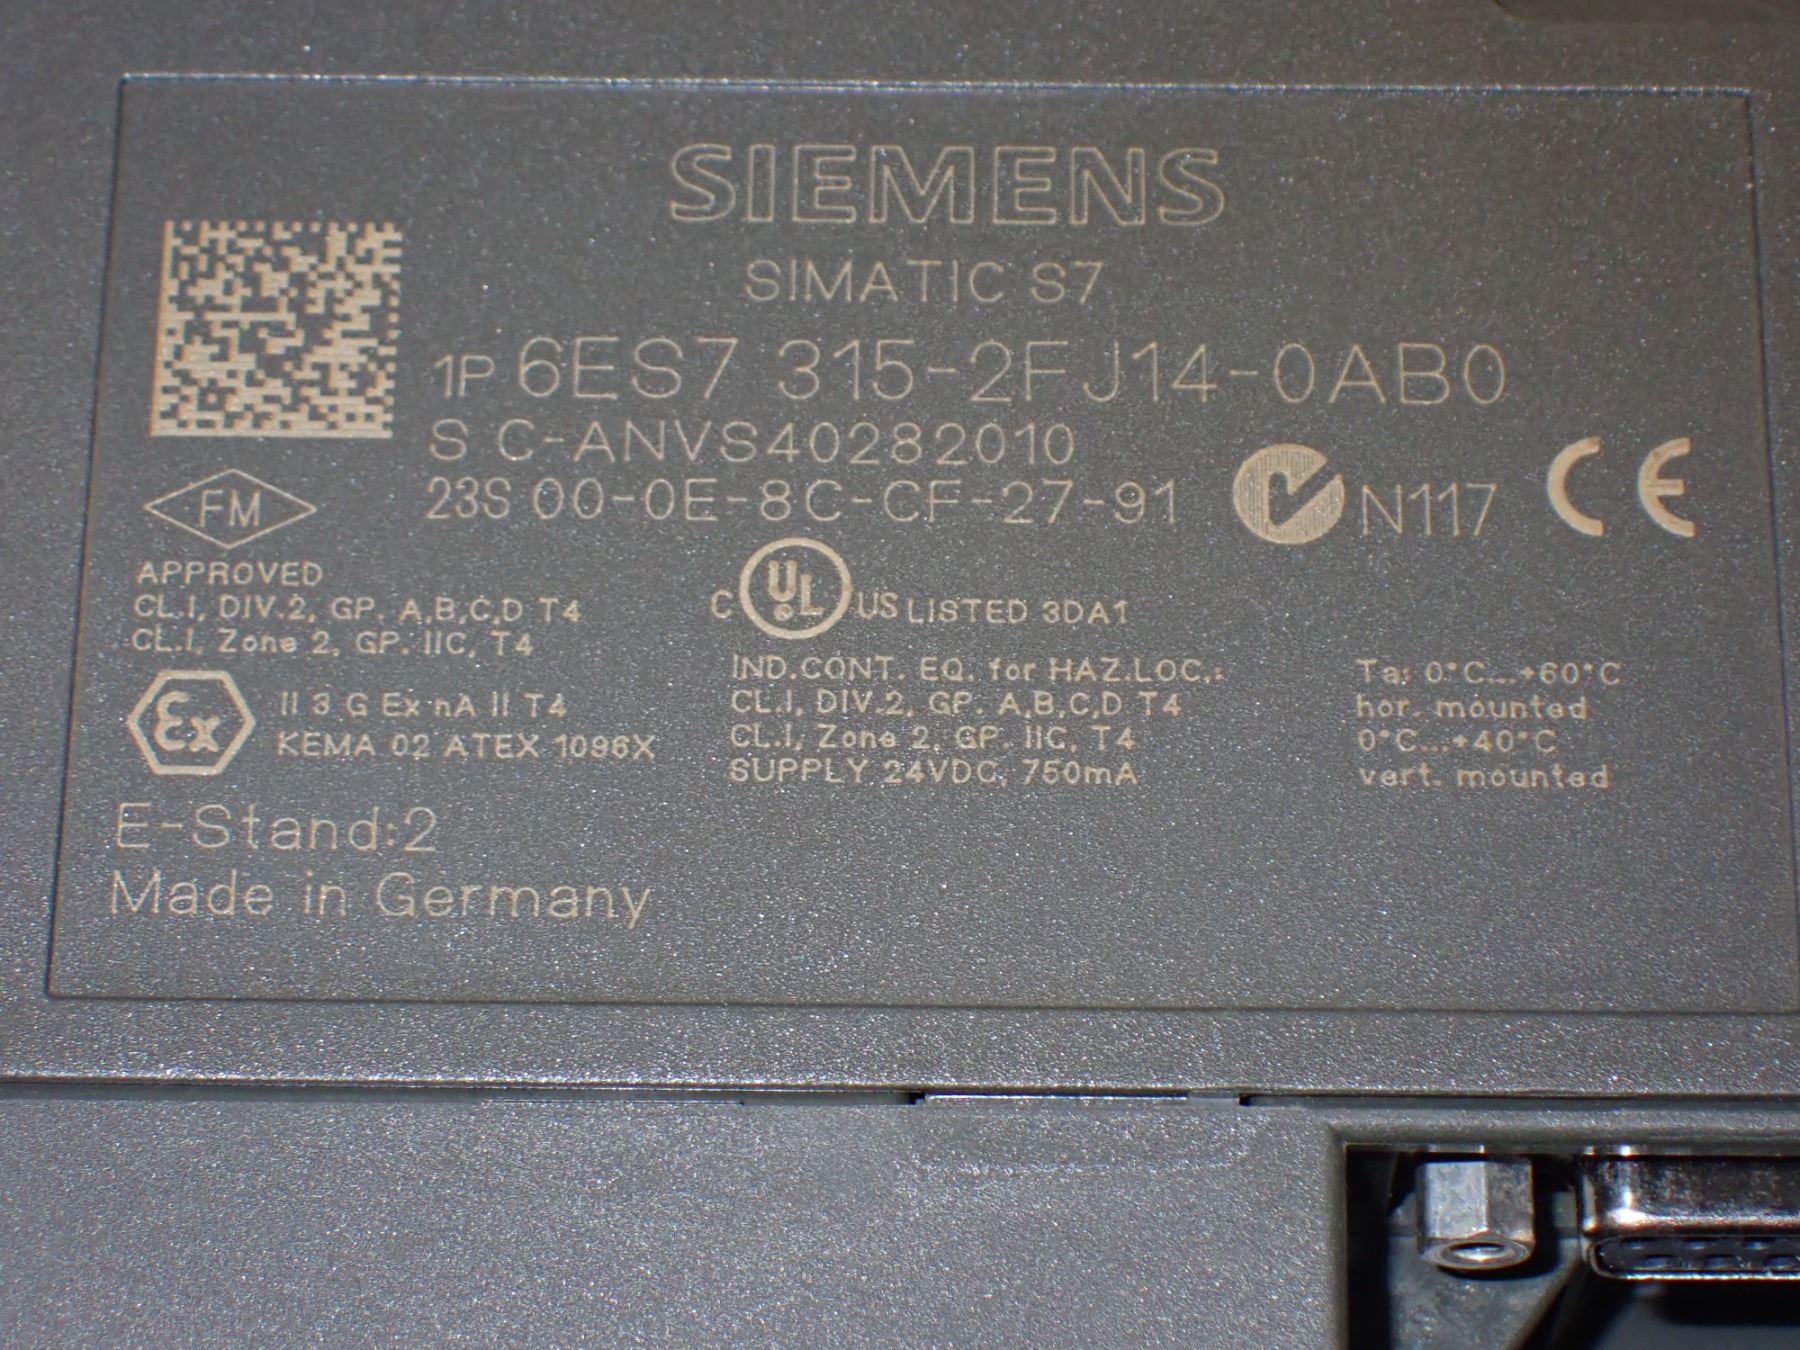 SIEMENS
SIMATIC S7
1P 6ES7 315-2FJ14-0AB0
S C-ANVS40282010
23S 00-0E-8C-CF-27-91
N117 CE
FM
APPROVED
CL.I, DIV.2, GP. A,B,C,D T4
CL.I, Zone 2, GP. IIC, T4
Ex II 3 G Ex nA II T4
KEMA 02 ATEX 1096X
C UL US LISTED 3DA1
IND.CONT. EQ. for HAZ.LOC.:
CL.I, DIV.2, GP. A,B,C,D T4
CL.I, Zone 2, GP. IIC, T4
SUPPLY 24VDC, 750mA
Ta: 0°C...+60°C
hor. mounted
0°C...+40°C
vert. mounted
E-Stand:2
Made in Germany